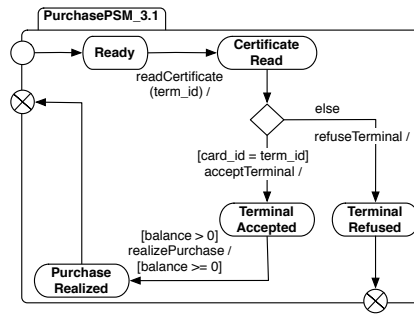 PurchasePSM_3.1
Ready
Certificate
Read
readCertificate
(term_id) /
else
refuseTerminal /
[card_id = term_id]
acceptTerminal /
Terminal
Accepted
Terminal
Refused
[balance > 0]
realizePurchase /
[balance >= 0]
Purchase
Realized